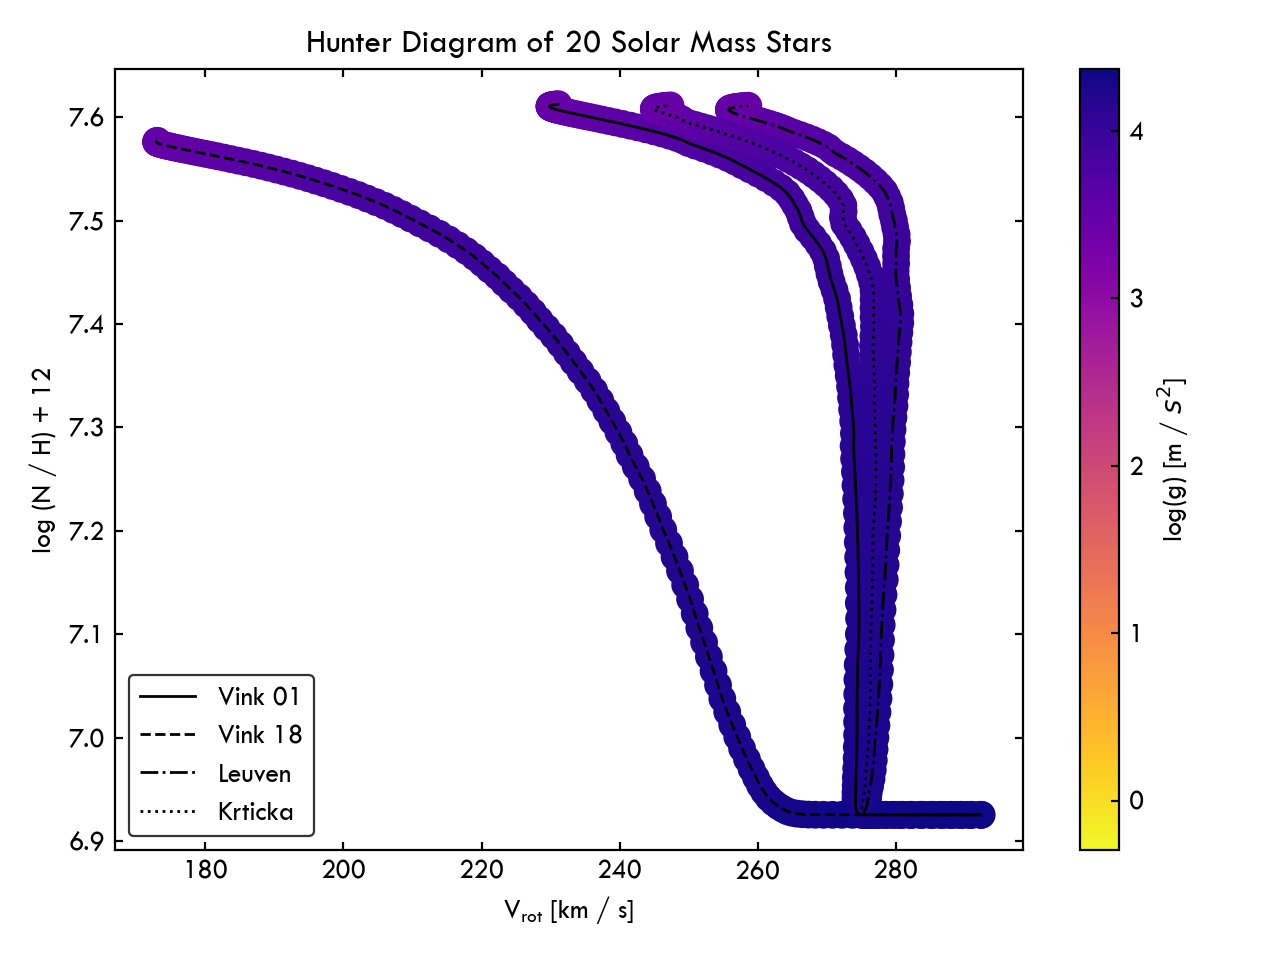 Hunter Diagram of 20 Solar Mass Stars
7.6
7.5
7.4
7.3
7.2
7.1
7.0
6.9
log (N / H) + 12
Vink 01
Vink 18
Leuven
Krticka
180 200 220 240 260 280
V_rot [km / s]
4
3
2
1
0
log(g) [m / s²]